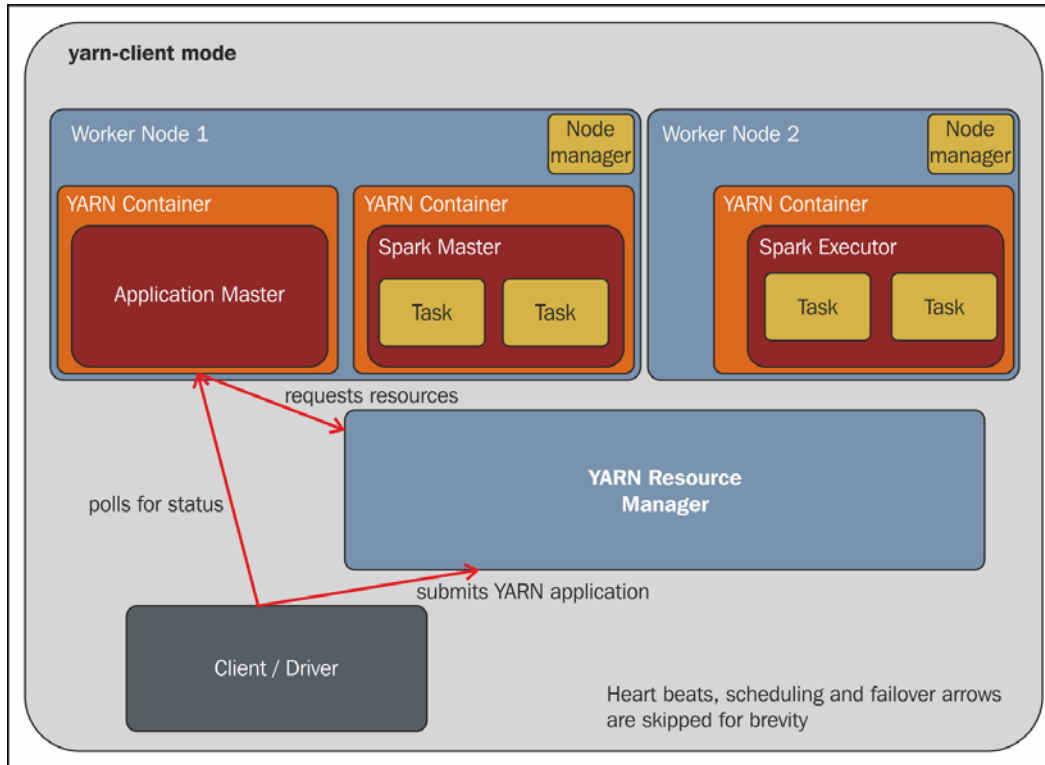 yarn-client mode
Worker Node 1
Node
manager
Worker Node 2
Node
manager
YARN Container
Application Master
YARN Container
Spark Master
Task
Task
YARN Container
Spark Executor
Task
Task
requests resources
YARN Resource
Manager
polls for status
submits YARN application
Client / Driver
Heart beats, scheduling and failover arrows
are skipped for brevity